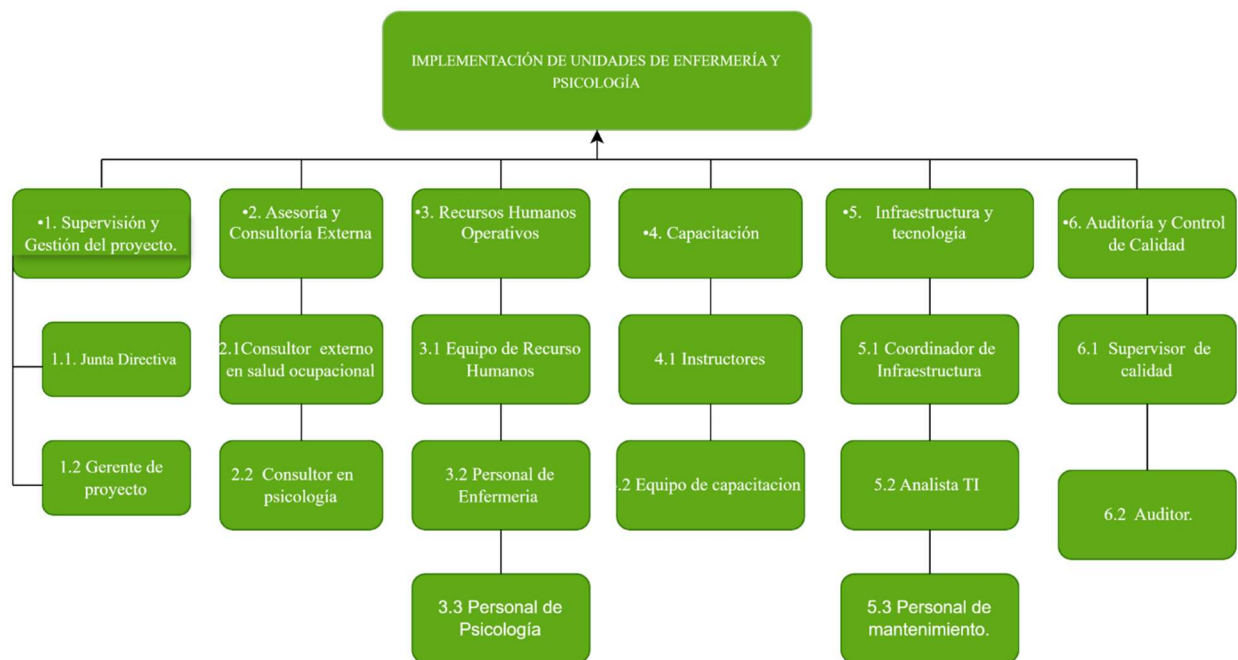 IMPLEMENTACIÓN DE UNIDADES DE ENFERMERÍA Y
PSICOLOGÍA
•1. Supervisión y
Gestión del proyecto.
•2. Asesoría y
Consultoría Externa
•3. Recursos Humanos
Operativos
•4. Capacitación
•5. Infraestructura y
tecnología
•6. Auditoría y Control
de Calidad
1.1. Junta Directiva
2.1Consultor externo
en salud ocupacional
3.1 Equipo de Recurso
Humanos
4.1 Instructores
5.1 Coordinador de
Infraestructura
6.1 Supervisor de
calidad
1.2 Gerente de
proyecto
2.2 Consultor en
psicología
3.2 Personal de
Enfermeria
.2 Equipo de capacitacion
5.2 Analista TI
6.2 Auditor.
3.3 Personal de
Psicología
5.3 Personal de
mantenimiento.